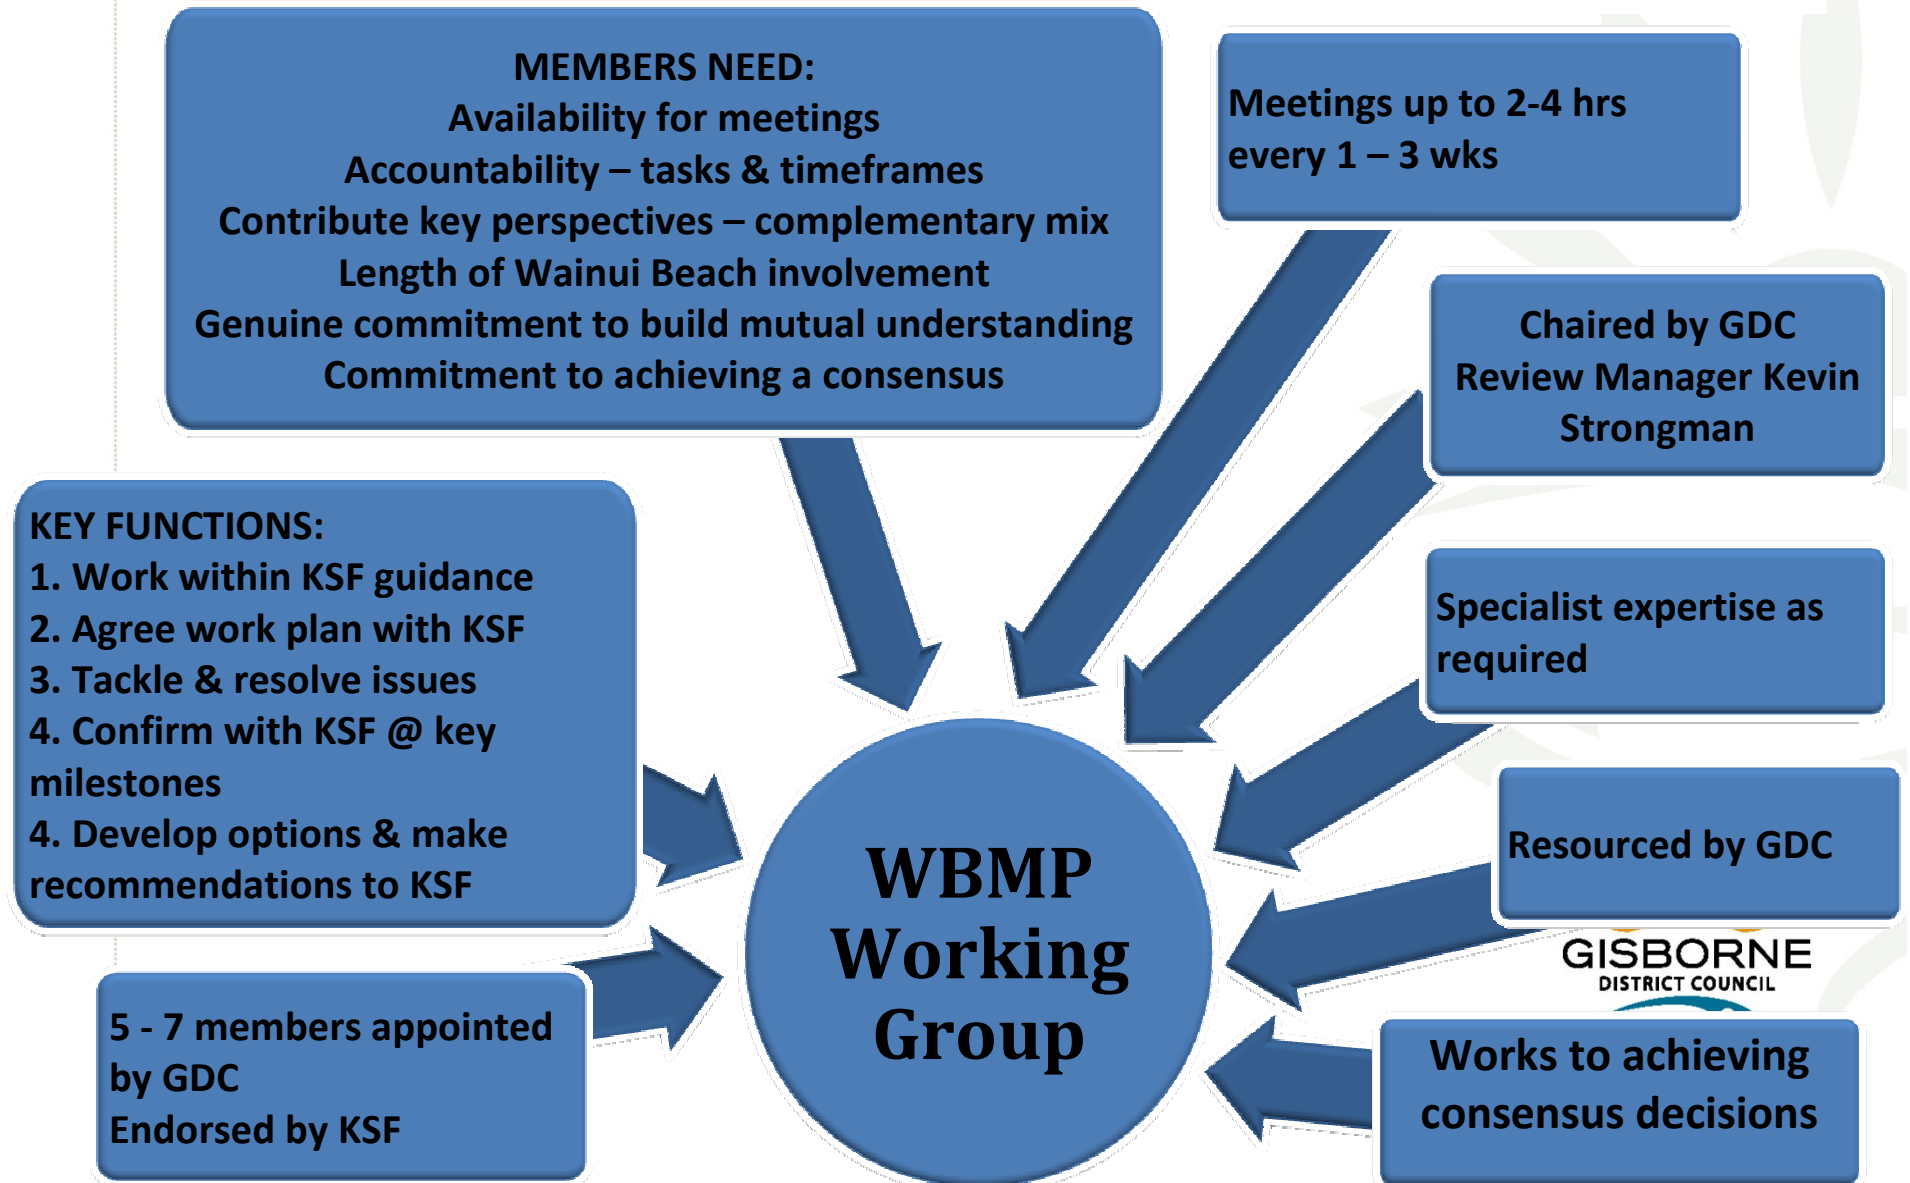 MEMBERS NEED:
Availability for meetings
Accountability – tasks & timeframes
Contribute key perspectives – complementary mix
Length of Wainui Beach involvement
Genuine commitment to build mutual understanding
Commitment to achieving a consensus
Meetings up to 2-4 hrs
every 1 – 3 wks
Chaired by GDC
Review Manager Kevin
Strongman
KEY FUNCTIONS:
1. Work within KSF guidance
2. Agree work plan with KSF
3. Tackle & resolve issues
4. Confirm with KSF @ key
milestones
4. Develop options & make
recommendations to KSF
Specialist expertise as
required
Resourced by GDC
WBMP
Working
Group
GISBORNE
DISTRICT COUNCIL
5 - 7 members appointed
by GDC
Endorsed by KSF
Works to achieving
consensus decisions